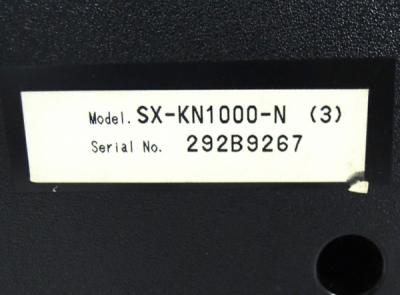 Model. SX-KN1000-N (3)
Serial No. 292B9267